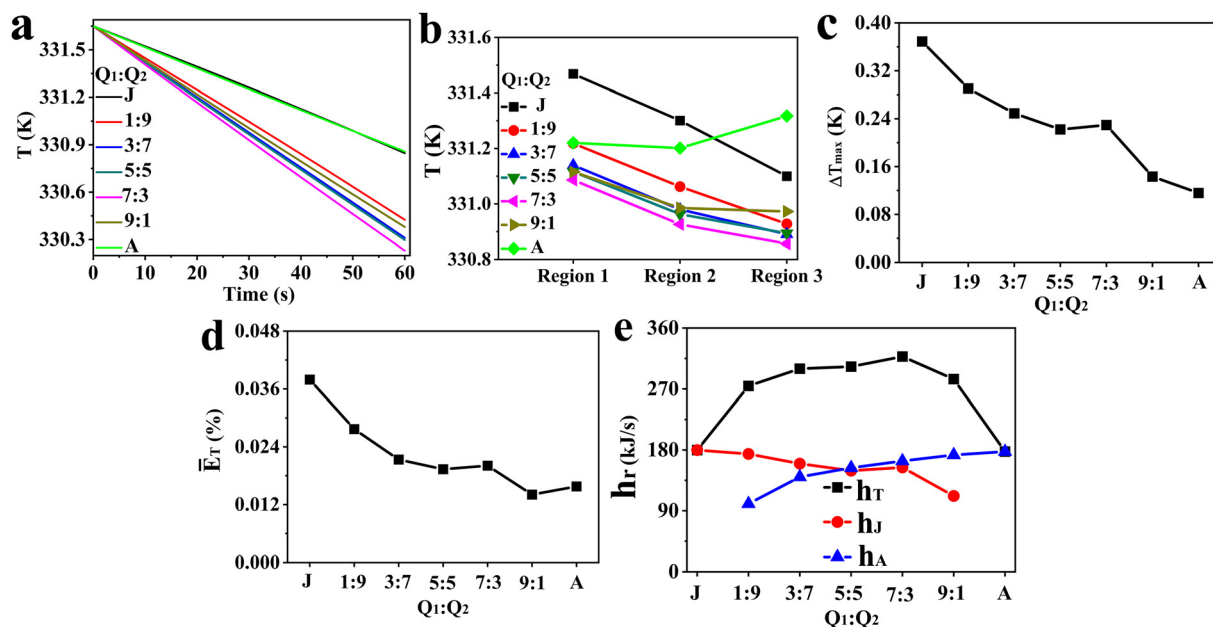 a
T (K)
331.5
331.2
330.9
330.6
330.3
Q1:Q2
J
1:9
3:7
5:5
7:3
9:1
A
0 10 20 30 40 50 60
Time (s)
b
T (K)
331.6
331.4
331.2
331.0
330.8
Q1:Q2
J
1:9
3:7
5:5
7:3
9:1
A
Region 1 Region 2 Region 3
c
ΔTmax (K)
0.40
0.32
0.24
0.16
0.08
0.00
J 1:9 3:7 5:5 7:3 9:1 A
Q1:Q2
d
ĒT (%)
0.048
0.036
0.024
0.012
0.000
J 1:9 3:7 5:5 7:3 9:1 A
Q1:Q2
e
hr (kJ/s)
360
270
180
90
0
hT
hJ
hA
J 1:9 3:7 5:5 7:3 9:1 A
Q1:Q2